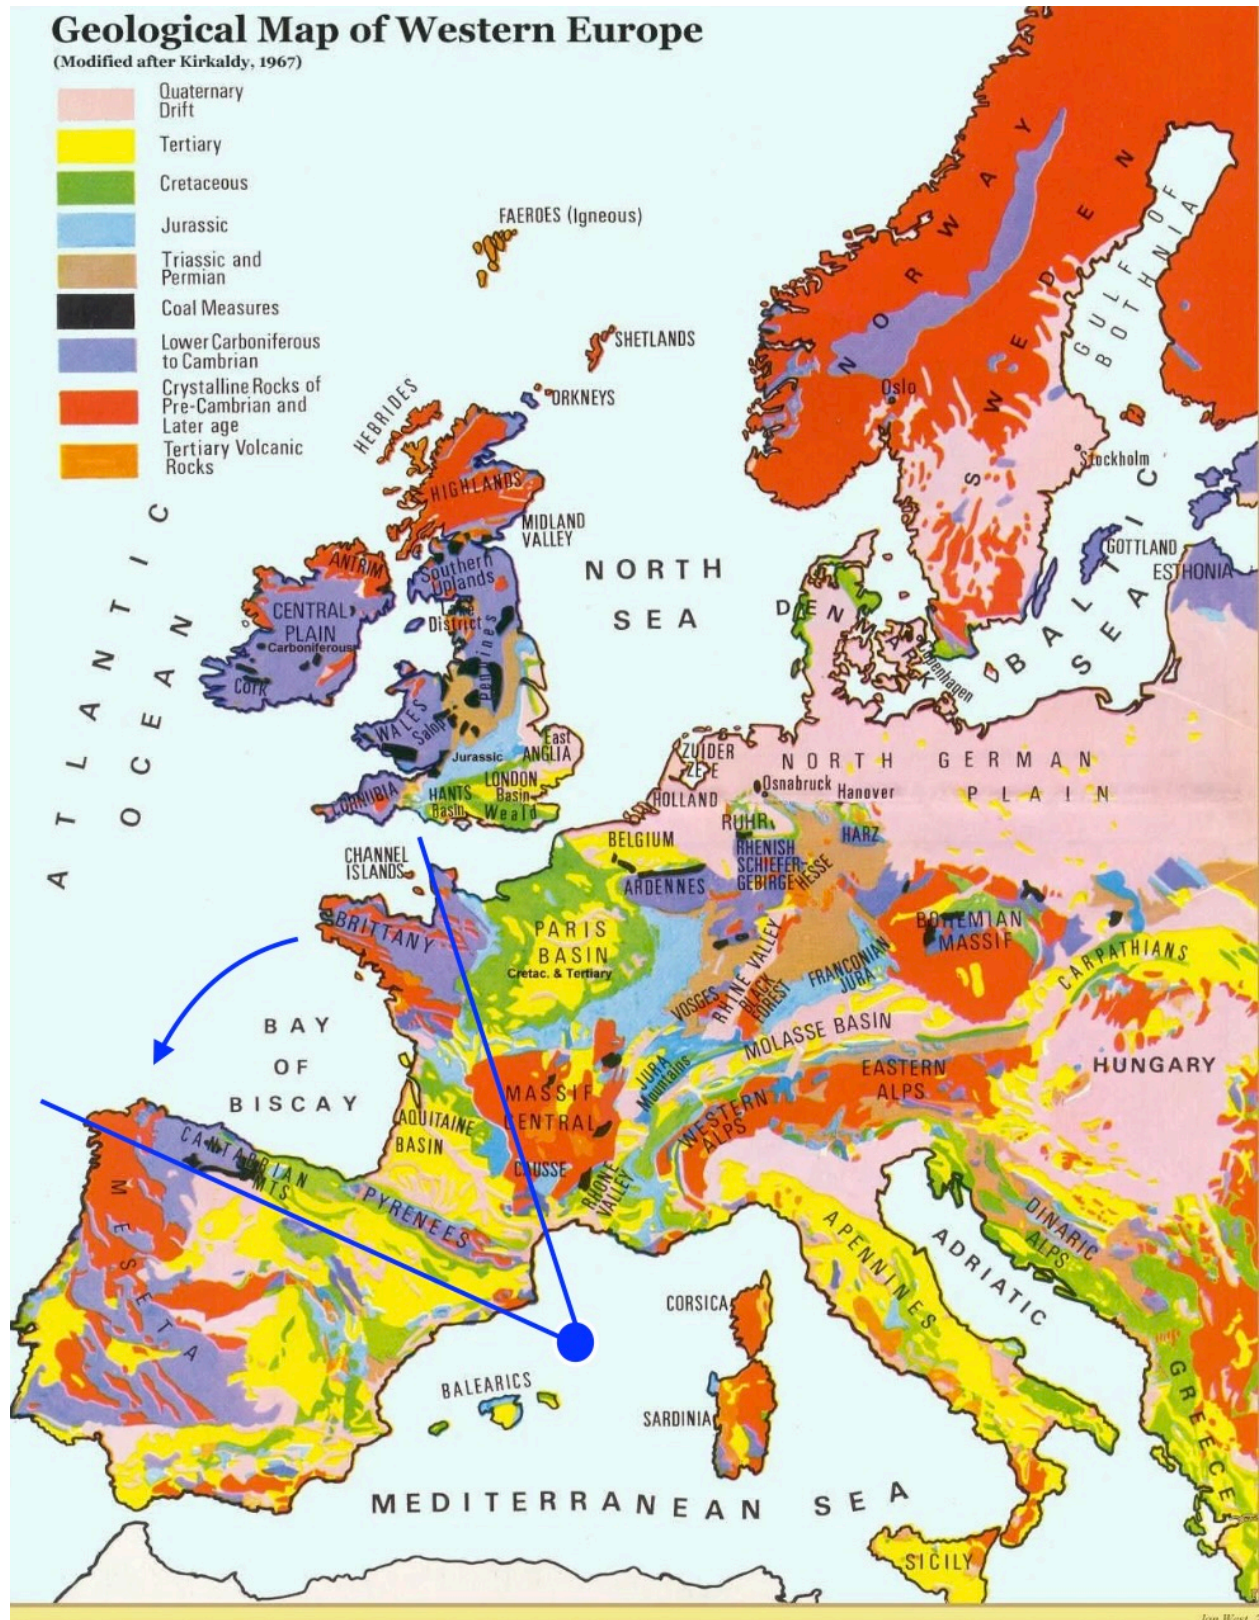 Geological Map of Western Europe
(Modified after Kirkaldy, 1967)
Quaternary
Drift
Tertiary
Cretaceous
Jurassic
Triassic and
Permian
Coal Measures
Lower Carboniferous
to Cambrian
Crystalline Rocks of
Pre-Cambrian and
Later age
Tertiary Volcanic
Rocks
FAEROES (Igneous)
SHETLANDS
ORKNEYS
HEBRIDES
HIGHLANDS
MIDLAND
VALLEY
NORWAY
SWEDEN
GULF OF
BOTHNIA
Oslo
Stockholm
GOTTLAND
ESTHONIA
BALTIC
SEA
NORTH
SEA
DENMARK
Copenhagen
ANTRIM
CENTRAL
PLAIN
Carboniferous
Cork
Southern
Uplands
Lake
District
Pennines
WALES
Salop
Jurassic
East
ANGLIA
LONDON
Basin
HANTS
Basin
Weald
CORNUBIA
ATLANTIC
OCEAN
CHANNEL
ISLANDS
ZUIDER
ZEE
HOLLAND
NORTH GERMAN
PLAIN
Osnabruck
Hanover
BELGIUM
RUHR
HARZ
RHENISH
SCHIEFER-
GEBIRGE
HESSE
ARDENNES
BRITTANY
PARIS
BASIN
Cretac. & Tertiary
BOHEMIAN
MASSIF
CARPATHIANS
VOSGES
RHINE VALLEY
BLACK
FOREST
FRANCONIAN
JURA
MOLASSE BASIN
BAY
OF
BISCAY
MASSIF
CENTRAL
JURA
Mountains
EASTERN
ALPS
HUNGARY
WESTERN
ALPS
AQUITAINE
BASIN
CAUSSE
RHONE
VALLEY
CANTABRIAN
MTS
PYRENEES
MESETA
APENNINES
ADRIATIC
DINARIC
ALPS
CORSICA
BALEARICS
SARDINIA
GREECE
MEDITERRANEAN SEA
SICILY